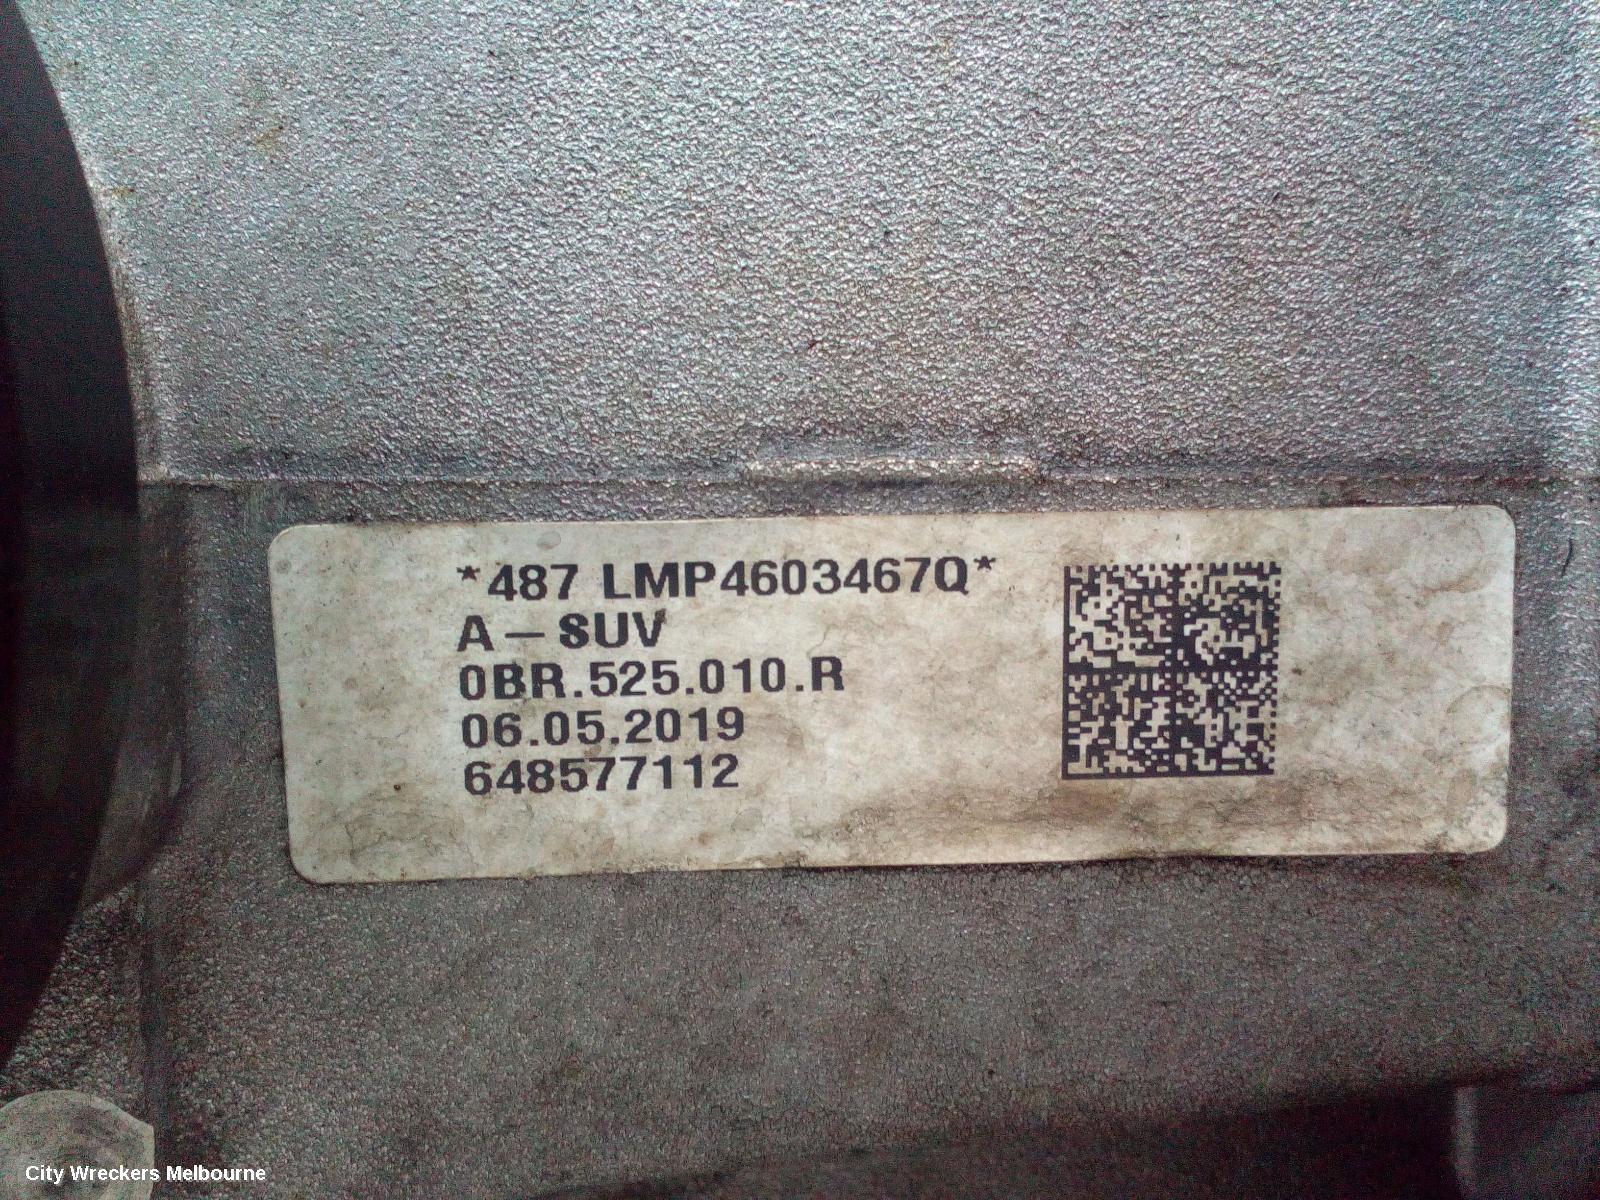 *487 LMP4603467Q*
A – SUV
0BR.525.010.R
06.05.2019
648577112
City Wreckers Melbourne